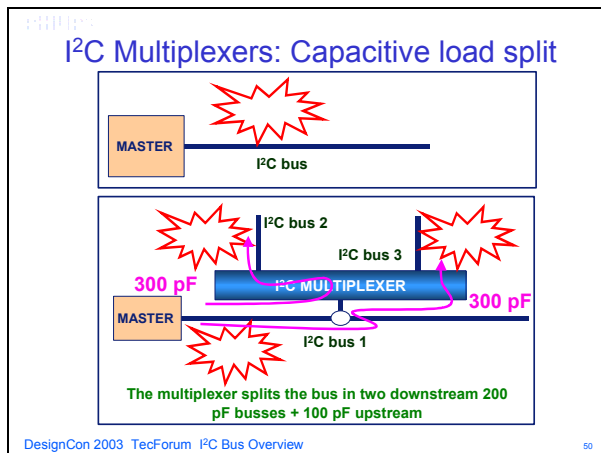 PHILIPS
I²C Multiplexers: Capacitive load split
MASTER
I²C bus
I²C bus 2
I²C bus 3
300 pF
I²C MULTIPLEXER
300 pF
MASTER
I²C bus 1
The multiplexer splits the bus in two downstream 200
pF busses + 100 pF upstream
DesignCon 2003 TecForum I²C Bus Overview
50